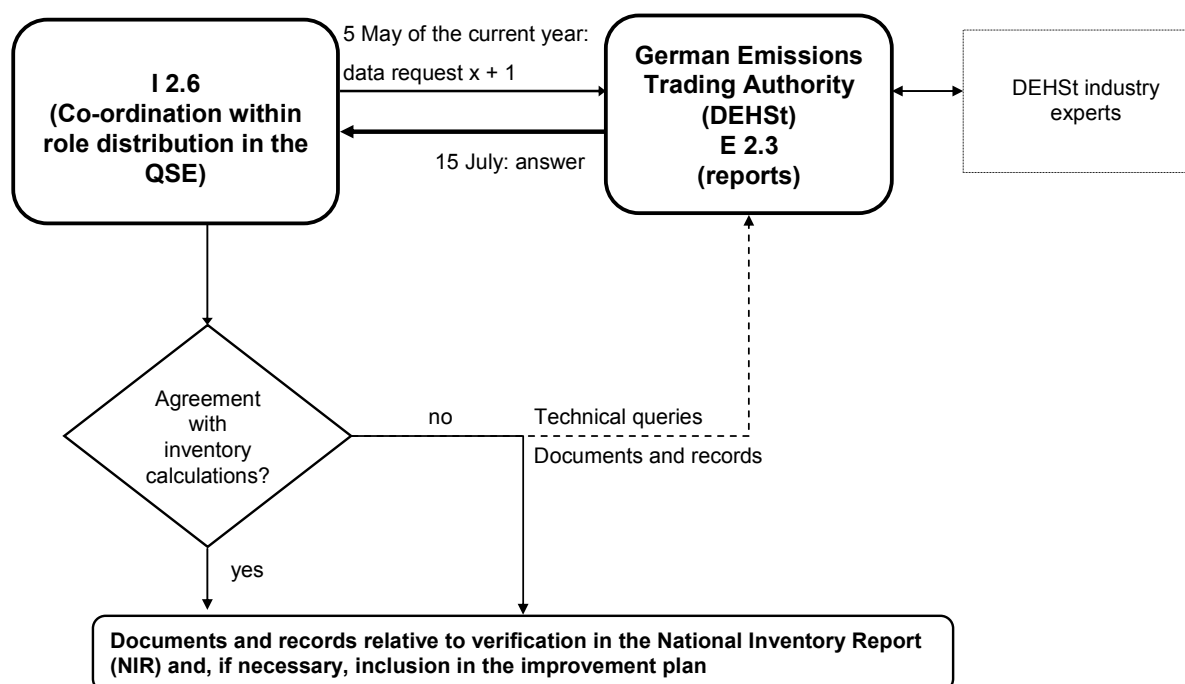 I 2.6
(Co-ordination within
role distribution in the
QSE)
5 May of the current year:
data request x + 1
15 July: answer
German Emissions
Trading Authority
(DEHSt)
E 2.3
(reports)
DEHSt industry
experts
Agreement
with
inventory
calculations?
no
Technical queries
Documents and records
yes
Documents and records relative to verification in the National Inventory Report
(NIR) and, if necessary, inclusion in the improvement plan